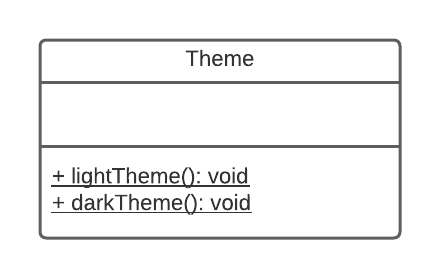 Theme
+ lightTheme(): void
+ darkTheme(): void